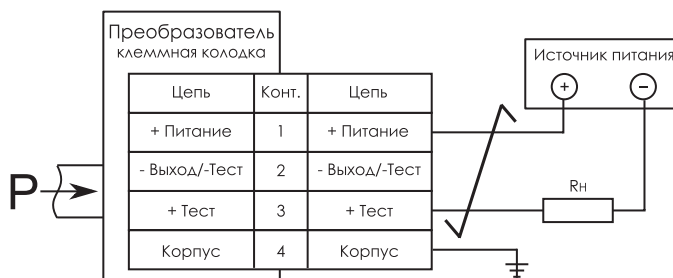 Преобразователь
клеммная колодка
Источник питания
+ −
Цепь Конт. Цепь
+ Питание 1 + Питание
- Выход/-Тест 2 - Выход/-Тест
P
+ Тест 3 + Тест
Rн
Корпус 4 Корпус